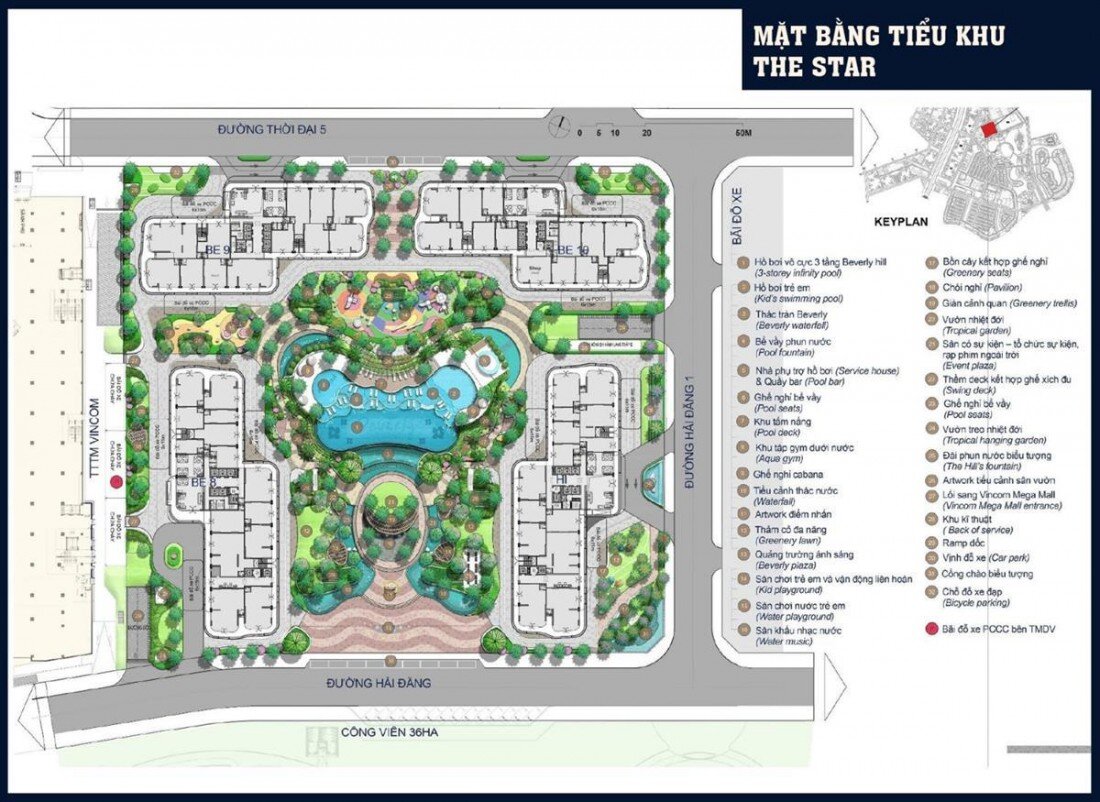 MẶT BẰNG TIỂU KHU
THE STAR
ĐƯỜNG THỜI ĐẠI 5
0 5 10 20 50M
KEYPLAN
BÃI ĐỖ XE
BE 9
BE 10
Shop
BE 8
H1
TTTM VINCOM
ĐƯỜNG HẢI ĐĂNG 1
ĐƯỜNG HẢI ĐĂNG
CÔNG VIÊN 36HA
1 Hồ bơi vô cực 3 tầng Beverly hill
(3-storey infinity pool)
2 Hồ bơi trẻ em
(Kid's swimming pool)
3 Thác tràn Beverly
(Beverly waterfall)
4 Bể vầy phun nước
(Pool fountain)
5 Nhà phụ trợ hồ bơi (Service house)
& Quầy bar (Pool bar)
6 Ghế nghỉ bể vầy
(Pool seats)
7 Khu tắm nắng
(Pool deck)
8 Khu tập gym dưới nước
(Aqua gym)
9 Ghế nghỉ cabana
10 Tiểu cảnh thác nước
(Waterfall)
11 Artwork điểm nhấn
12 Thảm cỏ đa năng
(Greenery lawn)
13 Quảng trường ánh sáng
(Beverly plaza)
14 Sân chơi trẻ em và vận động liên hoàn
(Kid playground)
15 Sân chơi nước trẻ em
(Water playground)
16 Sân khấu nhạc nước
(Water music)
17 Bồn cây kết hợp ghế nghỉ
(Greenery seats)
18 Chòi nghỉ (Pavilion)
19 Giàn cảnh quan (Greenery trellis)
Vườn nhiệt đới
(Tropical garden)
21 Sân có sự kiện – tổ chức sự kiện,
rạp phim ngoài trời
(Event plaza)
22 Thềm deck kết hợp ghế xích đu
(Swing deck)
23 Ghế nghỉ bể vầy
(Pool seats)
24 Vườn treo nhiệt đới
(Tropical hanging garden)
25 Đài phun nước biểu tượng
(The Hill's fountain)
26 Artwork tiểu cảnh sân vườn
27 Lối sang Vincom Mega Mall
(Vincom Mega Mall entrance)
28 Khu kĩ thuật
( Back of service)
29 Ramp dốc
30 Vịnh đỗ xe (Car park)
31 Cổng chào biểu tượng
32 Chỗ đỗ xe đạp
(Bicycle parking)
Bãi đỗ xe PCCC bên TMDV